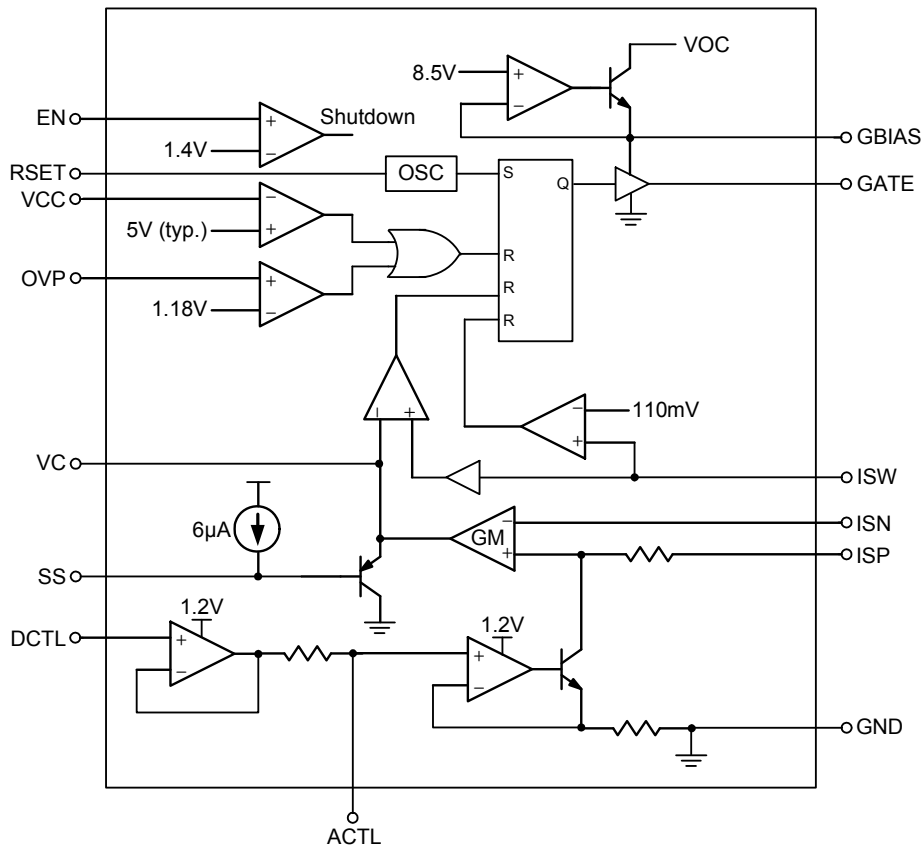 VOC
8.5V
+
−
EN
+
−
Shutdown
1.4V
GBIAS
RSET
OSC
S
Q
GATE
VCC
−
+
5V (typ.)
R
OVP
+
−
1.18V
R
R
−
+
110mV
−
+
VC
ISW
6µA
GM
−
+
ISN
ISP
SS
1.2V
DCTL
+
−
1.2V
+
−
GND
ACTL